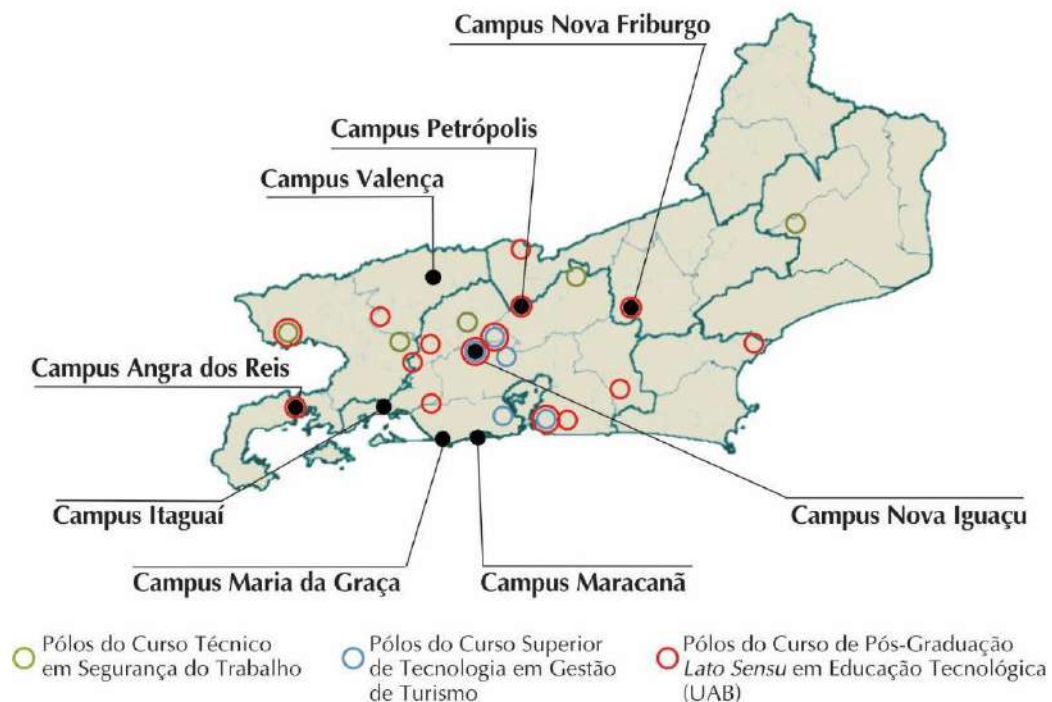 Campus Nova Friburgo
Campus Petrópolis
Campus Valença
Campus Angra dos Reis
Campus Itaguaí
Campus Nova Iguaçu
Campus Maria da Graça
Campus Maracanã
Pólos do Curso Técnico
em Segurança do Trabalho
Pólos do Curso Superior
de Tecnologia em Gestão
de Turismo
Pólos do Curso de Pós-Graduação
Lato Sensu em Educação Tecnológica
(UAB)